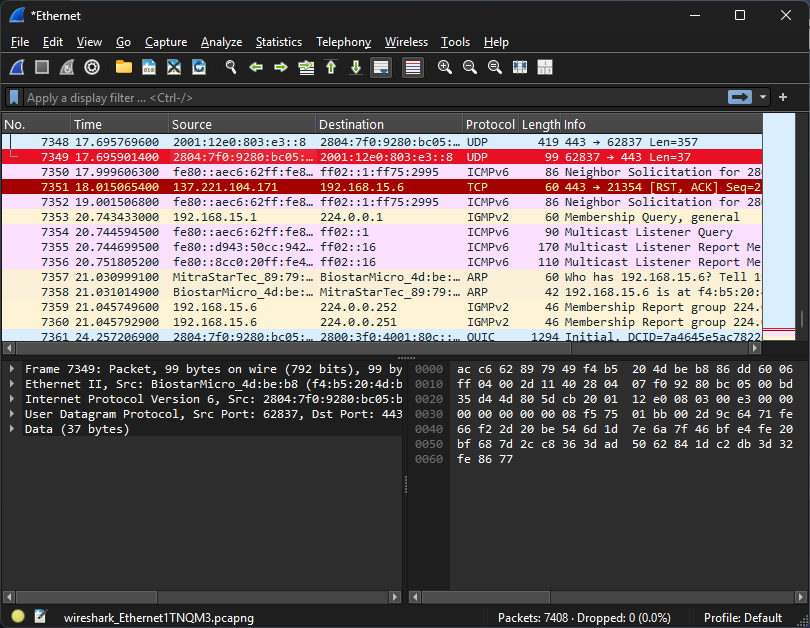 *Ethernet
File Edit View Go Capture Analyze Statistics Telephony Wireless Tools Help
Apply a display filter ... <Ctrl-/>
No. Time Source Destination Protocol Length Info
7348 17.695769600 2001:12e0:803:e3::8 2804:7f0:9280:bc05:… UDP 419 443 → 62837 Len=357
7349 17.695901400 2804:7f0:9280:bc05:… 2001:12e0:803:e3::8 UDP 99 62837 → 443 Len=37
7350 17.999606300 fe80::aec6:62ff:fe8… ff02::1:ff75:2995 ICMPv6 86 Neighbor Solicitation for 28
7351 18.015065400 137.221.104.171 192.168.15.6 TCP 60 443 → 21354 [RST, ACK] Seq=2
7352 19.001506800 fe80::aec6:62ff:fe8… ff02::1:ff75:2995 ICMPv6 86 Neighbor Solicitation for 28
7353 20.743433000 192.168.15.1 224.0.0.1 IGMPv2 60 Membership Query, general
7354 20.744594500 fe80::aec6:62ff:fe8… ff02::1 ICMPv6 90 Multicast Listener Query
7355 20.744699500 fe80::d943:50cc:942… ff02::16 ICMPv6 170 Multicast Listener Report Me
7356 20.751805200 fe80::8cc0:20ff:fe4… ff02::16 ICMPv6 110 Multicast Listener Report Me
7357 21.030999100 MitraStarTec_89:79:… BiostarMicro_4d:be:… ARP 60 Who has 192.168.15.6? Tell 1
7358 21.031014900 BiostarMicro_4d:be:… MitraStarTec_89:79:… ARP 42 192.168.15.6 is at f4:b5:20:4
7359 21.045749600 192.168.15.6 224.0.0.252 IGMPv2 46 Membership Report group 224.
7360 21.045792900 192.168.15.6 224.0.0.251 IGMPv2 46 Membership Report group 224.
7361 24.257206900 2804:7f0:9280:bc05:… 2800:3f0:4001:80c::… QUIC 1294 Initial, DCID=7a4645e5ac7822
Frame 7349: Packet, 99 bytes on wire (792 bits), 99 by
Ethernet II, Src: BiostarMicro_4d:be:b8 (f4:b5:20:4d:b
Internet Protocol Version 6, Src: 2804:7f0:9280:bc05:b
User Datagram Protocol, Src Port: 62837, Dst Port: 443
Data (37 bytes)
0000 ac c6 62 89 79 49 f4 b5 20 4d be b8 86 dd 60 06
0010 ff 04 00 2d 11 40 28 04 07 f0 92 80 bc 05 00 bd
0020 35 d4 4d 80 5d cb 20 01 12 e0 08 03 00 e3 00 00
0030 00 00 00 00 00 08 f5 75 01 bb 00 2d 9c 64 71 fe
0040 66 f2 2d 20 be 54 6d 1d 7e 6a 7f 46 bf e4 fe 20
0050 bf 68 7d 2c c8 36 3d ad 50 62 84 1d c2 db 3d 32
0060 fe 86 77
wireshark_Ethernet1TNQM3.pcapng Packets: 7408 · Dropped: 0 (0.0%) Profile: Default